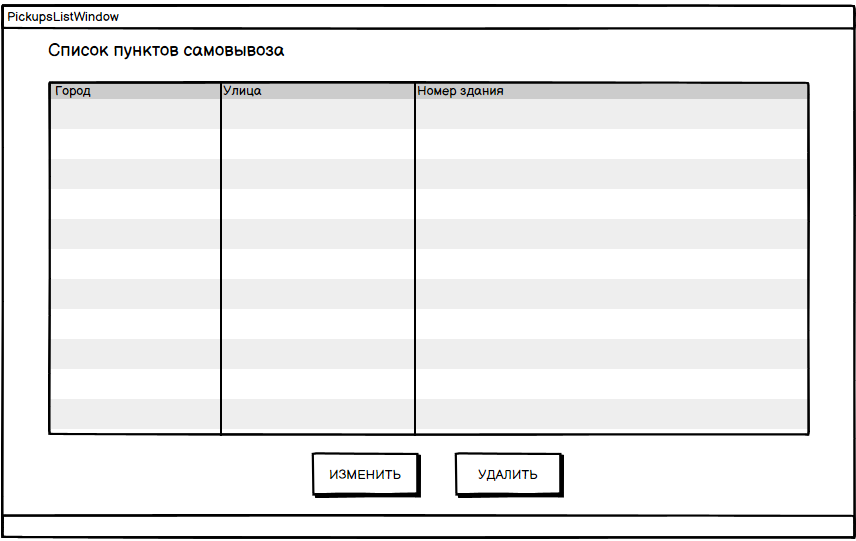 PickupsListWindow
Список пунктов самовывоза
Город Улица Номер здания
ИЗМЕНИТЬ УДАЛИТЬ